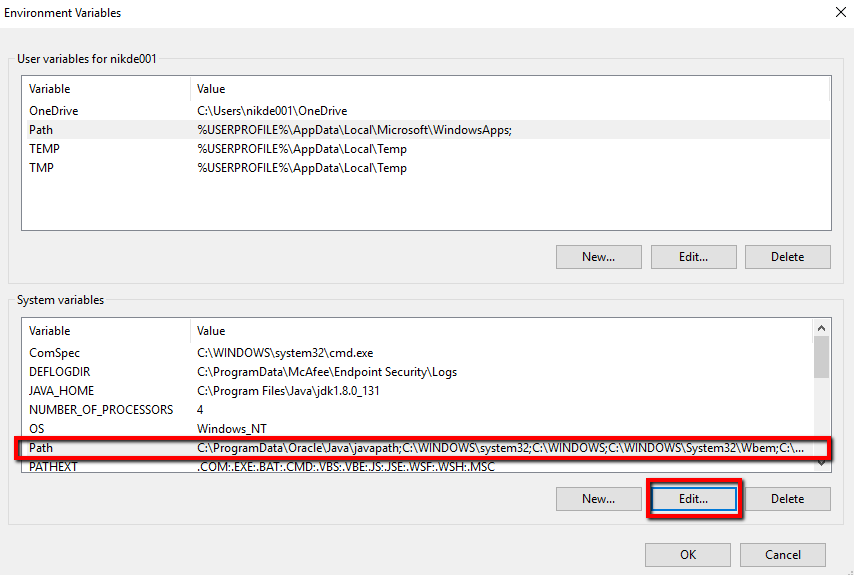 Environment Variables
User variables for nikde001
Variable Value
OneDrive C:\Users\nikde001\OneDrive
Path %USERPROFILE%\AppData\Local\Microsoft\WindowsApps;
TEMP %USERPROFILE%\AppData\Local\Temp
TMP %USERPROFILE%\AppData\Local\Temp
New... Edit... Delete
System variables
Variable Value
ComSpec C:\WINDOWS\system32\cmd.exe
DEFLOGDIR C:\ProgramData\McAfee\Endpoint Security\Logs
JAVA_HOME C:\Program Files\Java\jdk1.8.0_131
NUMBER_OF_PROCESSORS 4
OS Windows_NT
Path C:\ProgramData\Oracle\Java\javapath;C:\WINDOWS\system32;C:\WINDOWS;C:\WINDOWS\System32\Wbem;C:\...
PATHEXT .COM;.EXE;.BAT;.CMD;.VBS;.VBE;.JS;.JSE;.WSF;.WSH;.MSC
New... Edit... Delete
OK Cancel